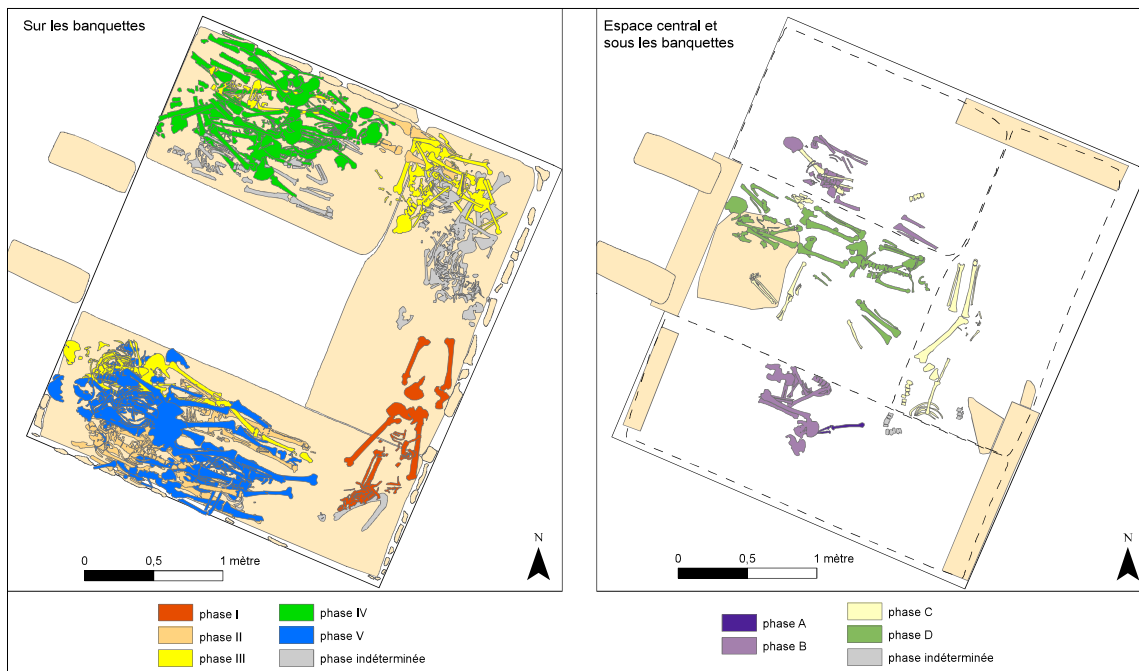 Sur les banquettes
N
0 0,5 1 mètre
phase I
phase II
phase III
phase IV
phase V
phase indéterminée
Espace central et
sous les banquettes
N
0 0,5 1 mètre
phase A
phase B
phase C
phase D
phase indéterminée